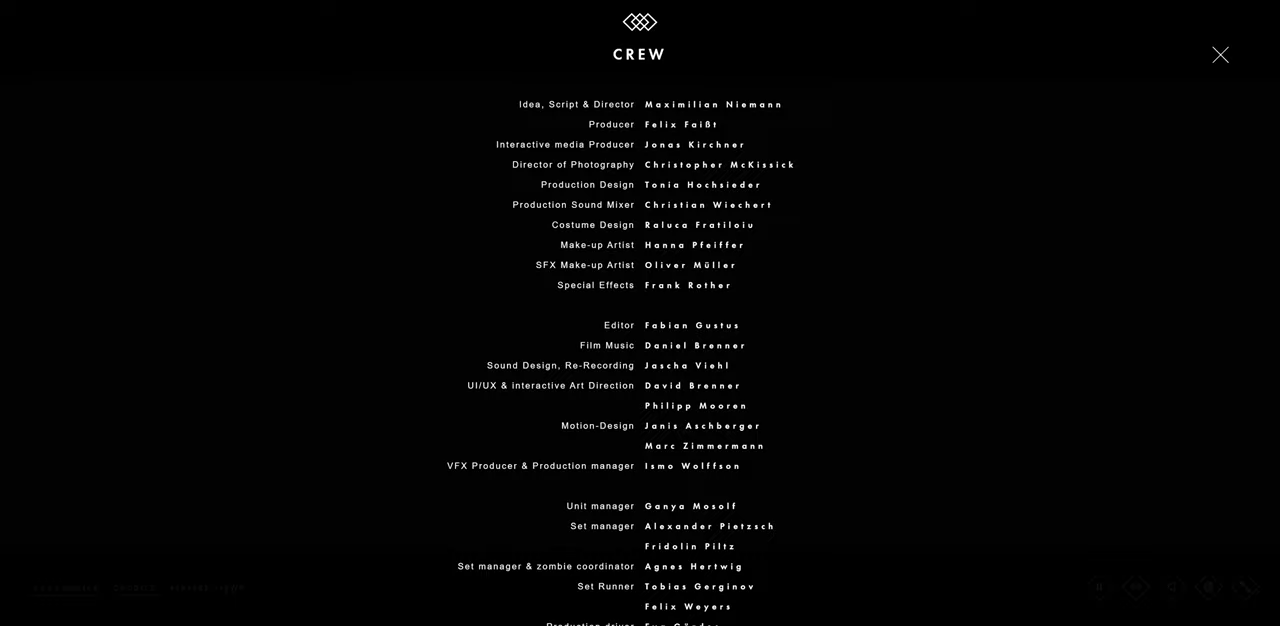 CREW
Idea, Script & Director Maximilian Niemann
Producer Felix Faißt
Interactive media Producer Jonas Kirchner
Director of Photography Christopher McKissick
Production Design Tonia Hochsieder
Production Sound Mixer Christian Wiechert
Costume Design Raluca Fratiloiu
Make-up Artist Hanna Pfeiffer
SFX Make-up Artist Oliver Müller
Special Effects Frank Rother
Editor Fabian Gustus
Film Music Daniel Brenner
Sound Design, Re-Recording Jascha Viehl
UI/UX & interactive Art Direction David Brenner
Philipp Mooren
Motion-Design Janis Aschberger
Marc Zimmermann
VFX Producer & Production manager Ismo Wolffson
Unit manager Ganya Mosolf
Set manager Alexander Pietzsch
Fridolin Piltz
Set manager & zombie coordinator Agnes Hertwig
Set Runner Tobias Gerginov
Felix Weyers